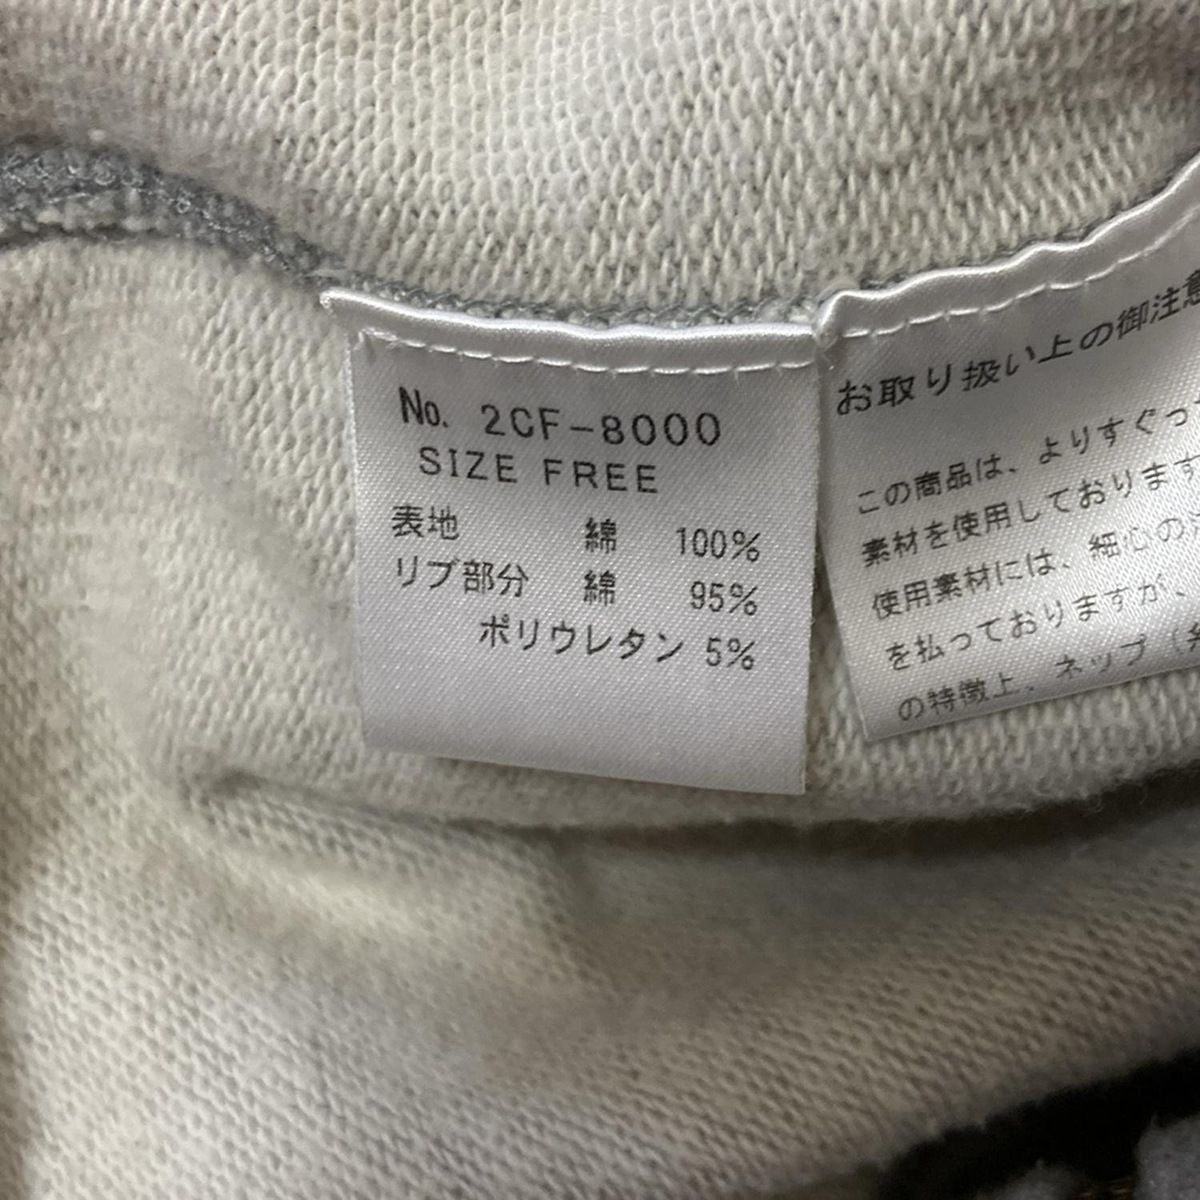 No. 2CF-8000
SIZE FREE
表地 綿 100%
リブ部分 綿 95%
ポリウレタン 5%
お取り扱い上の御注意
この商品は、よりすぐっ
素材を使用しております
使用素材には、細心の
を払っておりますが、
の特徴上、ネップ（糸